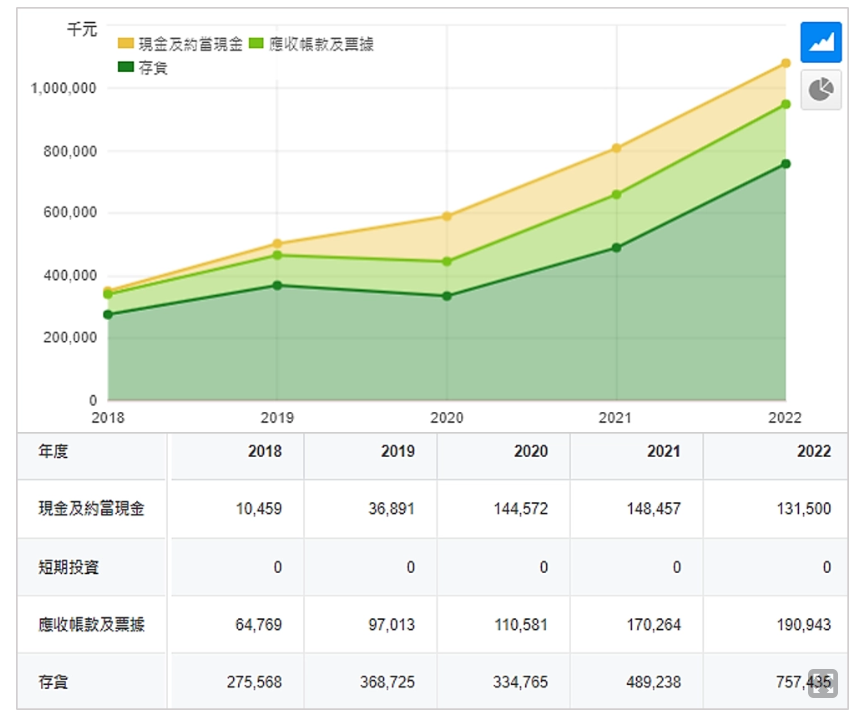 千元
現金及約當現金 應收帳款及票據
存貨
1,000,000
800,000
600,000
400,000
200,000
0
2018 2019 2020 2021 2022
年度 2018 2019 2020 2021 2022
現金及約當現金 10,459 36,891 144,572 148,457 131,500
短期投資 0 0 0 0 0
應收帳款及票據 64,769 97,013 110,581 170,264 190,943
存貨 275,568 368,725 334,765 489,238 757,435